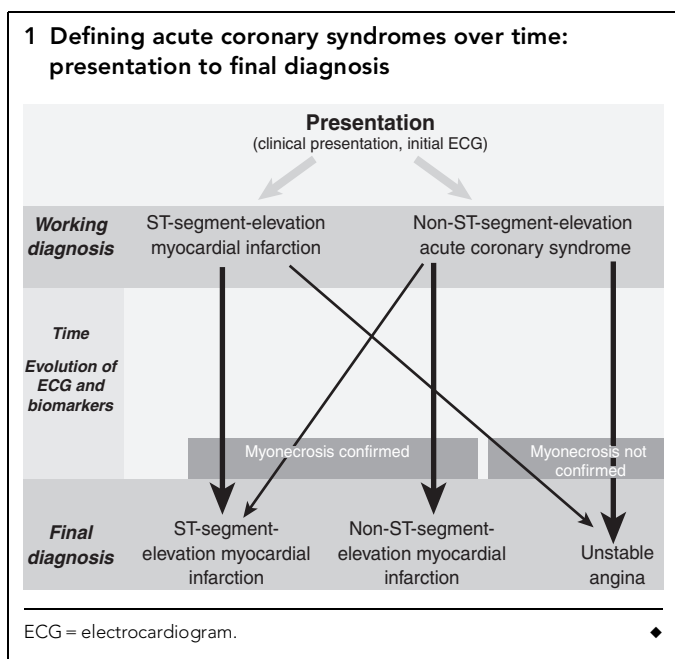 1 Defining acute coronary syndromes over time:
presentation to final diagnosis
Presentation
(clinical presentation, initial ECG)
Working
diagnosis
ST-segment-elevation
myocardial infarction
Non-ST-segment-elevation
acute coronary syndrome
Time
Evolution of
ECG and
biomarkers
Myonecrosis confirmed
Myonecrosis not
confirmed
Final
diagnosis
ST-segment-
elevation myocardial
infarction
Non-ST-segment-
elevation myocardial
infarction
Unstable
angina
ECG = electrocardiogram.